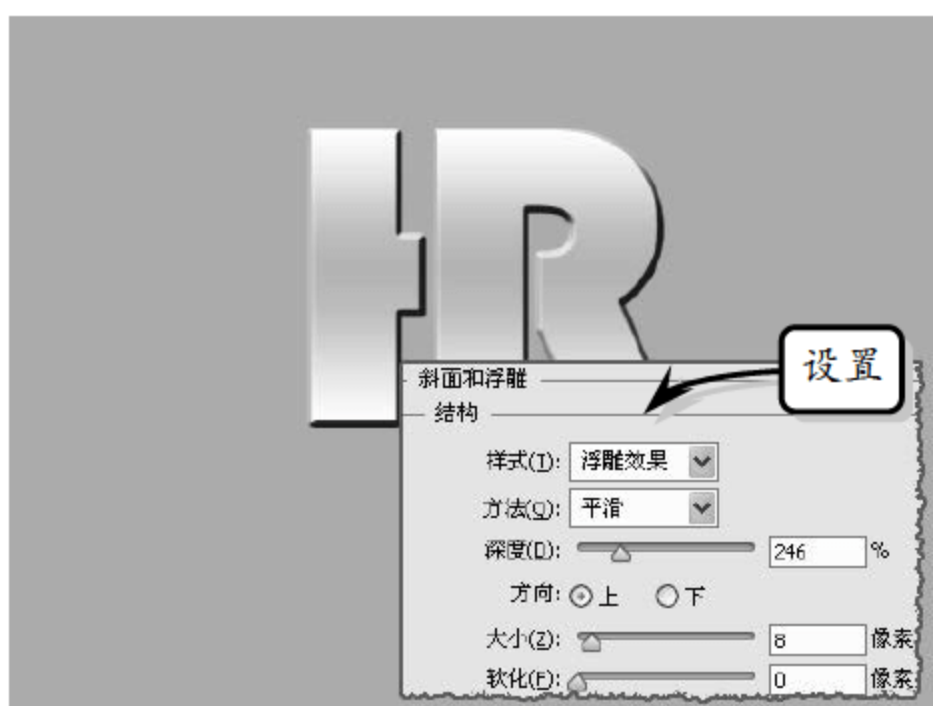 HR
设置
斜面和浮雕
结构
样式(T): 浮雕效果
方法(Q): 平滑
深度(D): 246 %
方向: 上 下
大小(Z): 8 像素
软化(F): 0 像素